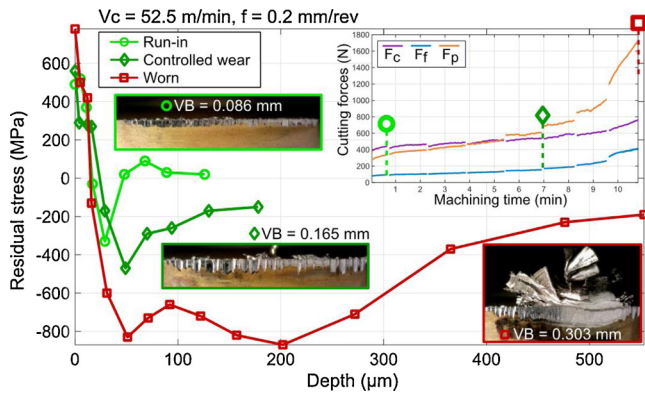 Vc = 52.5 m/min, f = 0.2 mm/rev
Residual stress (MPa)
600
400
200
0
-200
-400
-600
-800
0
100
200
300
400
500
Depth (µm)
Run-in
Controlled wear
Worn
VB = 0.086 mm
VB = 0.165 mm
VB = 0.303 mm
Cutting forces (N)
1800
1600
1400
1200
1000
800
600
400
200
0
Fc Ff Fp
1 2 3 4 5 6 7 8 9 10
Machining time (min)